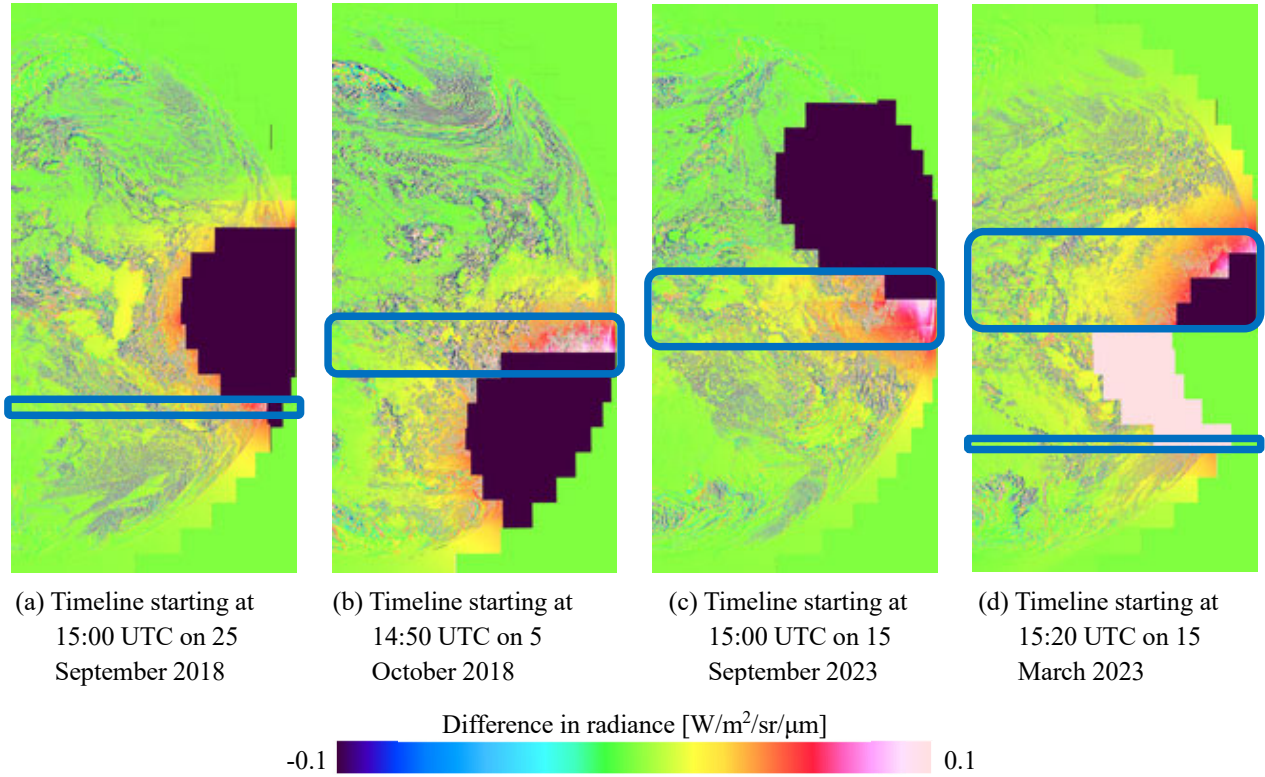 (a) Timeline starting at
15:00 UTC on 25
September 2018
(b) Timeline starting at
14:50 UTC on 5
October 2018
(c) Timeline starting at
15:00 UTC on 15
September 2023
(d) Timeline starting at
15:20 UTC on 15
March 2023
Difference in radiance [W/m²/sr/μm]
-0.1 0.1